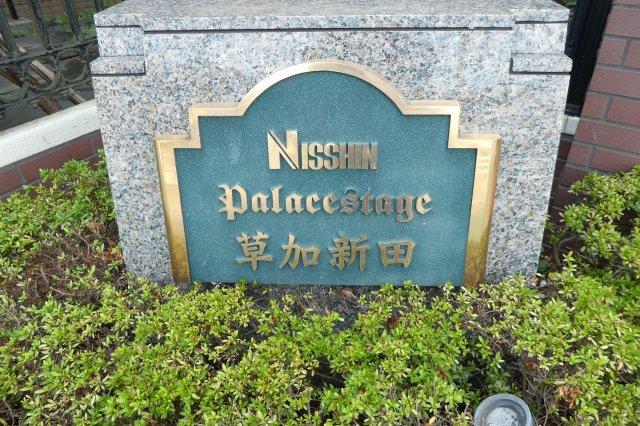 NISSHIN
Palacestage
草加新田